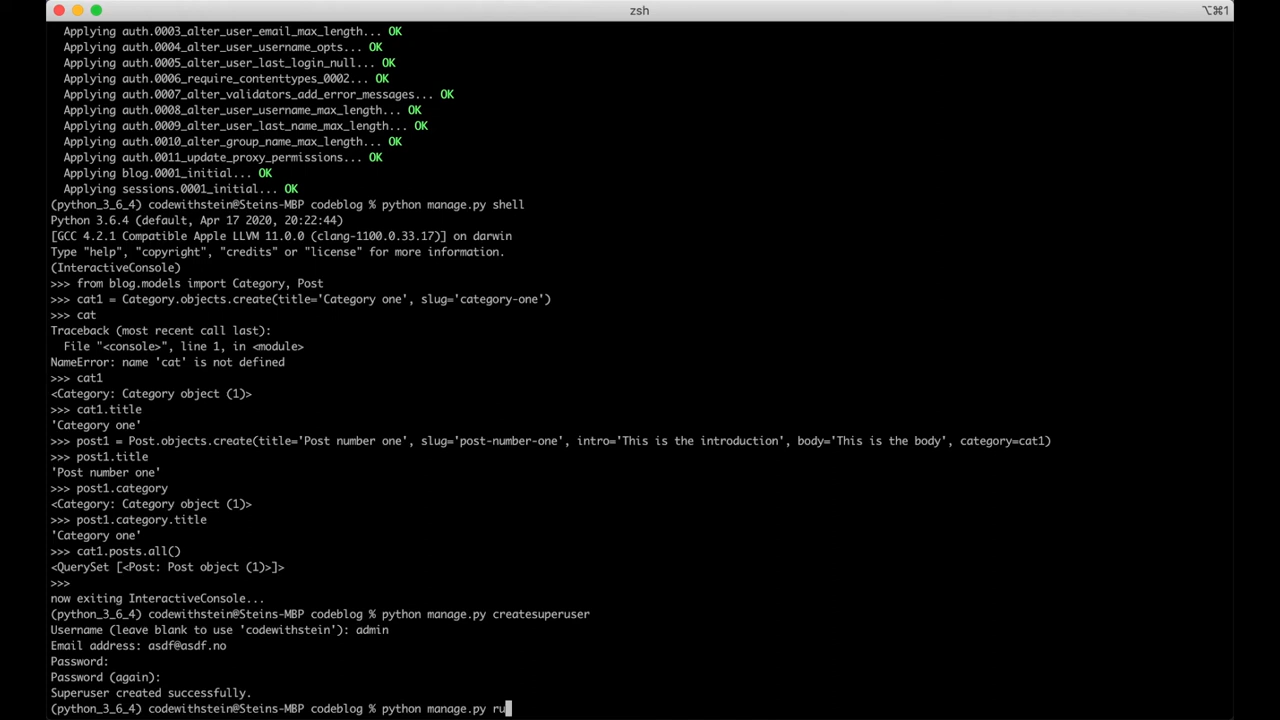 zsh
⌥⌘1
Applying auth.0003_alter_user_email_max_length... OK
Applying auth.0004_alter_user_username_opts... OK
Applying auth.0005_alter_user_last_login_null... OK
Applying auth.0006_require_contenttypes_0002... OK
Applying auth.0007_alter_validators_add_error_messages... OK
Applying auth.0008_alter_user_username_max_length... OK
Applying auth.0009_alter_user_last_name_max_length... OK
Applying auth.0010_alter_group_name_max_length... OK
Applying auth.0011_update_proxy_permissions... OK
Applying blog.0001_initial... OK
Applying sessions.0001_initial... OK
(python_3_6_4) codewithstein@Steins-MBP codeblog % python manage.py shell
Python 3.6.4 (default, Apr 17 2020, 20:22:44)
[GCC 4.2.1 Compatible Apple LLVM 11.0.0 (clang-1100.0.33.17)] on darwin
Type "help", "copyright", "credits" or "license" for more information.
(InteractiveConsole)
>>> from blog.models import Category, Post
>>> cat1 = Category.objects.create(title='Category one', slug='category-one')
>>> cat
Traceback (most recent call last):
  File "<console>", line 1, in <module>
NameError: name 'cat' is not defined
>>> cat1
<Category: Category object (1)>
>>> cat1.title
'Category one'
>>> post1 = Post.objects.create(title='Post number one', slug='post-number-one', intro='This is the introduction', body='This is the body', category=cat1)
>>> post1.title
'Post number one'
>>> post1.category
<Category: Category object (1)>
>>> post1.category.title
'Category one'
>>> cat1.posts.all()
<QuerySet [<Post: Post object (1)>]>
>>>
now exiting InteractiveConsole...
(python_3_6_4) codewithstein@Steins-MBP codeblog % python manage.py createsuperuser
Username (leave blank to use 'codewithstein'): admin
Email address: asdf@asdf.no
Password:
Password (again):
Superuser created successfully.
(python_3_6_4) codewithstein@Steins-MBP codeblog % python manage.py ru